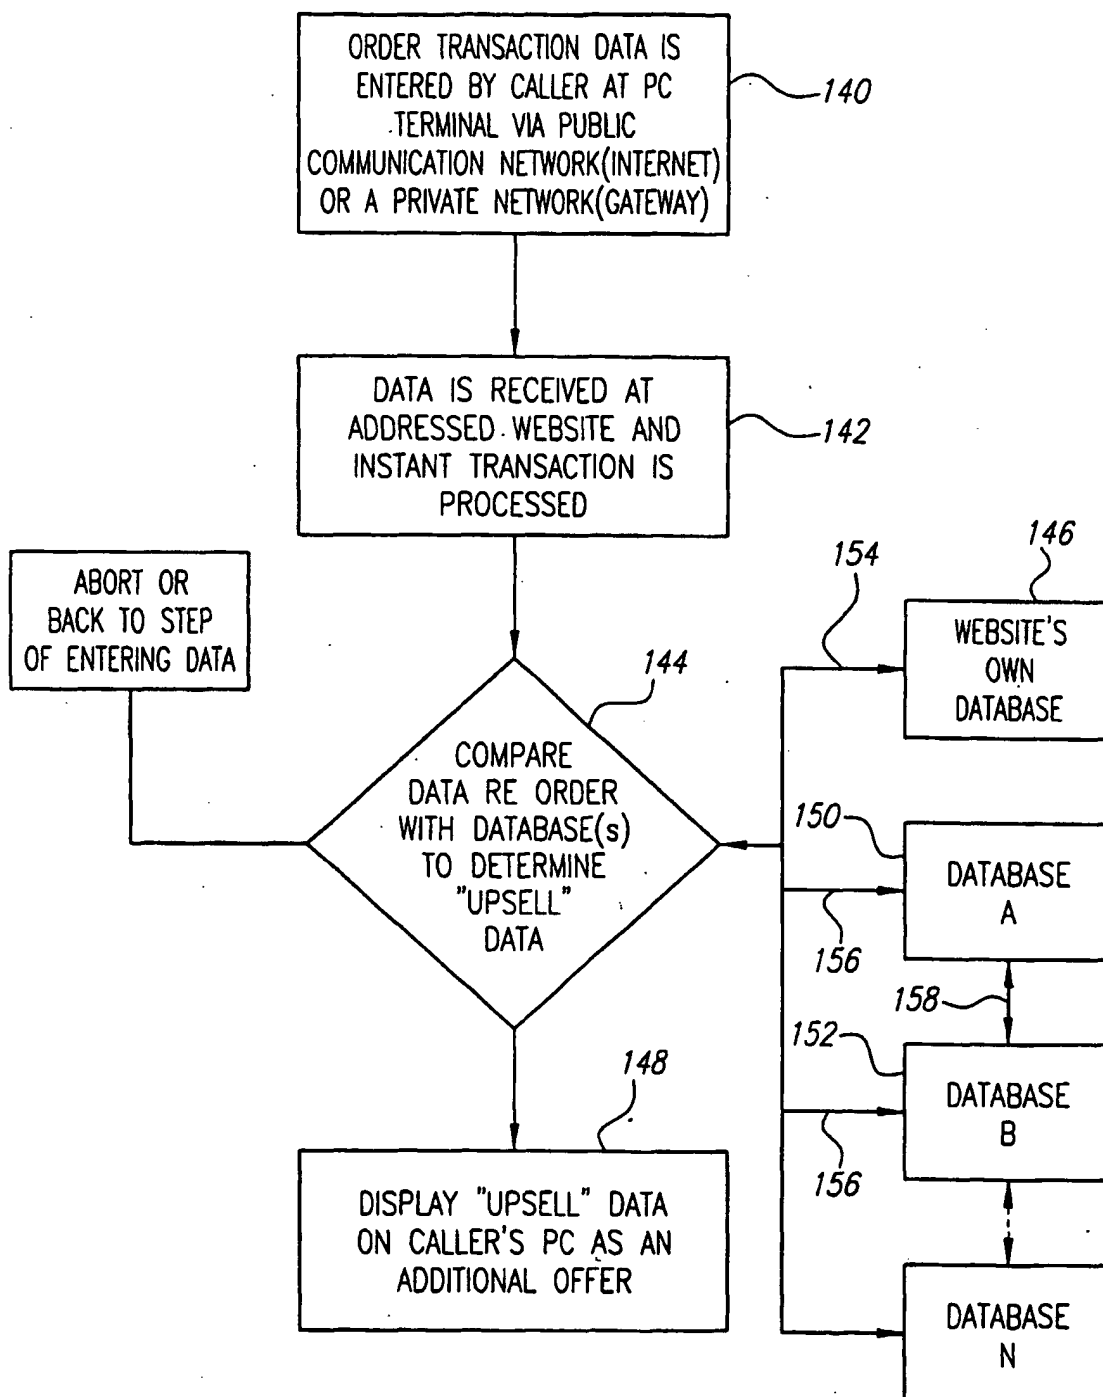 ORDER TRANSACTION DATA IS
ENTERED BY CALLER AT PC
TERMINAL VIA PUBLIC
COMMUNICATION NETWORK(INTERNET)
OR A PRIVATE NETWORK(GATEWAY)
140
DATA IS RECEIVED AT
ADDRESSED WEBSITE AND
INSTANT TRANSACTION IS
PROCESSED
142
ABORT OR
BACK TO STEP
OF ENTERING DATA
144
COMPARE
DATA RE ORDER
WITH DATABASE(s)
TO DETERMINE
"UPSELL"
DATA
154
146
WEBSITE'S
OWN
DATABASE
150
DATABASE
A
156
158
152
DATABASE
B
156
148
DISPLAY "UPSELL" DATA
ON CALLER'S PC AS AN
ADDITIONAL OFFER
DATABASE
N